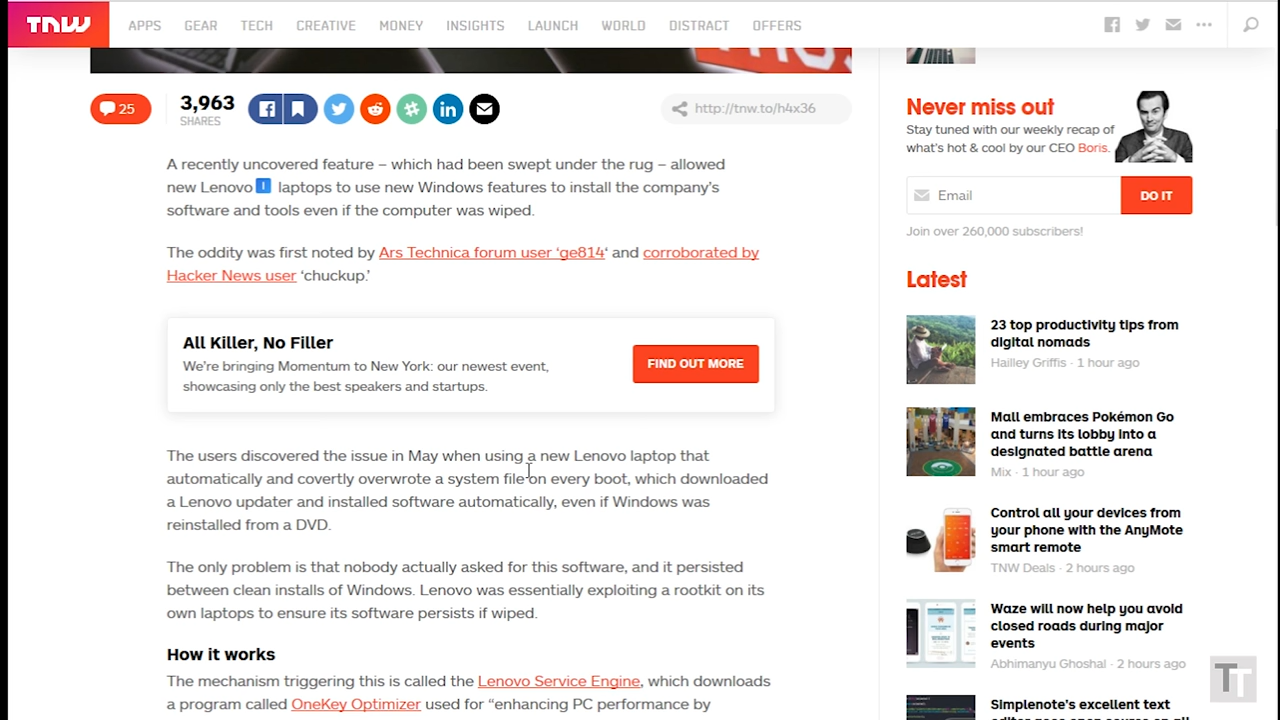 TNW
APPS GEAR TECH CREATIVE MONEY INSIGHTS LAUNCH WORLD DISTRACT OFFERS
25
3,963
SHARES
http://tnw.to/h4x36
A recently uncovered feature – which had been swept under the rug – allowed
new Lenovo laptops to use new Windows features to install the company's
software and tools even if the computer was wiped.
The oddity was first noted by Ars Technica forum user 'ge814' and corroborated by
Hacker News user 'chuckup.'
All Killer, No Filler
We're bringing Momentum to New York: our newest event,
showcasing only the best speakers and startups.
FIND OUT MORE
The users discovered the issue in May when using a new Lenovo laptop that
automatically and covertly overwrote a system file on every boot, which downloaded
a Lenovo updater and installed software automatically, even if Windows was
reinstalled from a DVD.
The only problem is that nobody actually asked for this software, and it persisted
between clean installs of Windows. Lenovo was essentially exploiting a rootkit on its
own laptops to ensure its software persists if wiped.
How it works
The mechanism triggering this is called the Lenovo Service Engine, which downloads
a program called OneKey Optimizer used for "enhancing PC performance by
Never miss out
Stay tuned with our weekly recap of
what's hot & cool by our CEO Boris.
Email
DO IT
Join over 260,000 subscribers!
Latest
23 top productivity tips from
digital nomads
Hailley Griffis · 1 hour ago
Mall embraces Pokémon Go
and turns its lobby into a
designated battle arena
Mix · 1 hour ago
Control all your devices from
your phone with the AnyMote
smart remote
TNW Deals · 2 hours ago
Waze will now help you avoid
closed roads during major
events
Abhimanyu Ghoshal · 2 hours ago
Simplenote's excellent text
TT